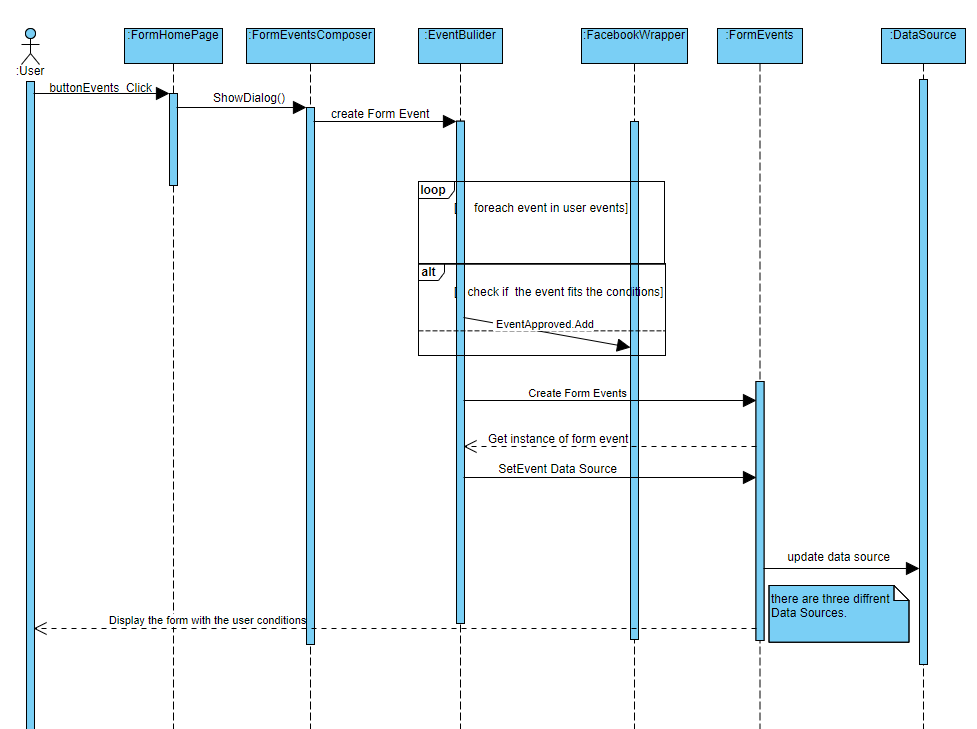 :FormHomePage
:FormEventsComposer
:EventBulider
:FacebookWrapper
:FormEvents
:DataSource
:User
buttonEvents_Click
ShowDialog()
create Form Event
loop
[ foreach event in user events]
alt
[ check if the event fits the conditions]
EventApproved.Add
Create Form Events
Get instance of form event
SetEvent Data Source
update data source
there are three diffrent
Data Sources.
Display the form with the user conditions